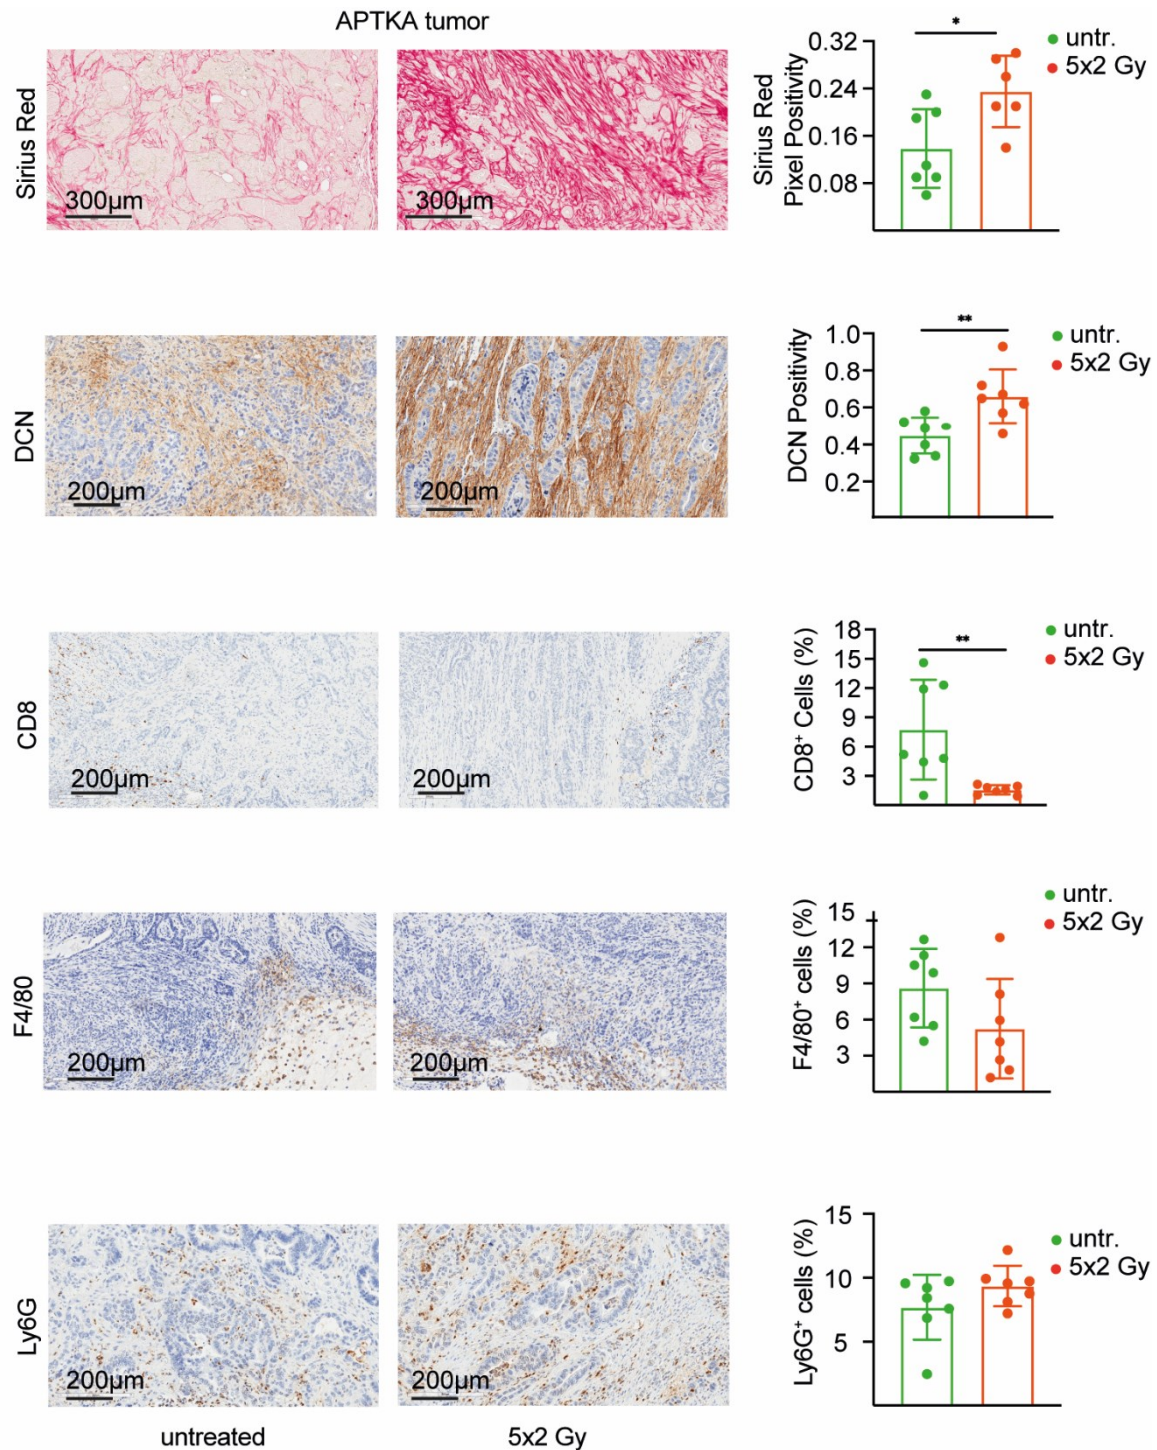 APTKA tumor
Sirius Red
300µm
300µm
Sirius Red
Pixel Positivity
0.32
0.24
0.16
0.08
*
untr.
5x2 Gy
DCN
200µm
200µm
DCN Positivity
1.0
0.8
0.6
0.4
0.2
**
untr.
5x2 Gy
CD8
200µm
200µm
CD8⁺ Cells (%)
18
15
12
9
6
3
**
untr.
5x2 Gy
F4/80
200µm
200µm
F4/80⁺ cells (%)
15
12
9
6
3
untr.
5x2 Gy
Ly6G
200µm
200µm
Ly6G⁺ cells (%)
15
10
5
untr.
5x2 Gy
untreated
5x2 Gy